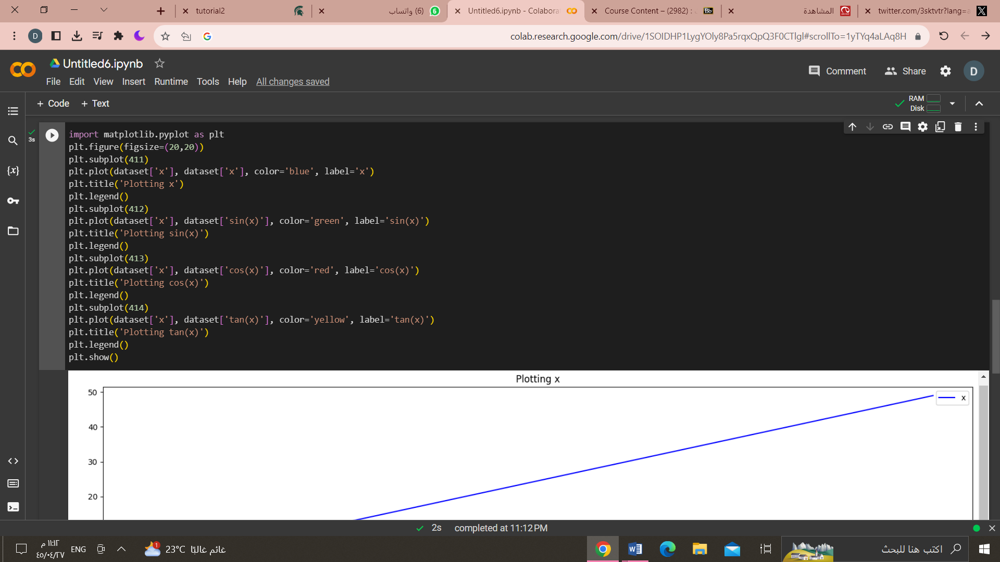 tutorial2
(6) واتساب
Untitled6.ipynb - Colabora
Course Content – (2982) :
المشاهدة
twitter.com/3sktvtr?lang=a
D
colab.research.google.com/drive/1SOIDHP1LygYOly8Pa5rqxQpQ3F0CTlgl#scrollTo=1yTYq4aLAq8H
Untitled6.ipynb
Comment
Share
D
File Edit View Insert Runtime Tools Help All changes saved
+ Code + Text
RAM
Disk
3s
import matplotlib.pyplot as plt
plt.figure(figsize=(20,20))
plt.subplot(411)
plt.plot(dataset['x'], dataset['x'], color='blue', label='x')
plt.title('Plotting x')
plt.legend()
plt.subplot(412)
plt.plot(dataset['x'], dataset['sin(x)'], color='green', label='sin(x)')
plt.title('Plotting sin(x)')
plt.legend()
plt.subplot(413)
plt.plot(dataset['x'], dataset['cos(x)'], color='red', label='cos(x)')
plt.title('Plotting cos(x)')
plt.legend()
plt.subplot(414)
plt.plot(dataset['x'], dataset['tan(x)'], color='yellow', label='tan(x)')
plt.title('Plotting tan(x)')
plt.legend()
plt.show()
Plotting x
50
x
40
30
20
2s completed at 11:12 PM
١١:١٢ م
٤٥/٠٤/٢٧
ENG
1
23°C غائم غالبًا
اكتب هنا للبحث